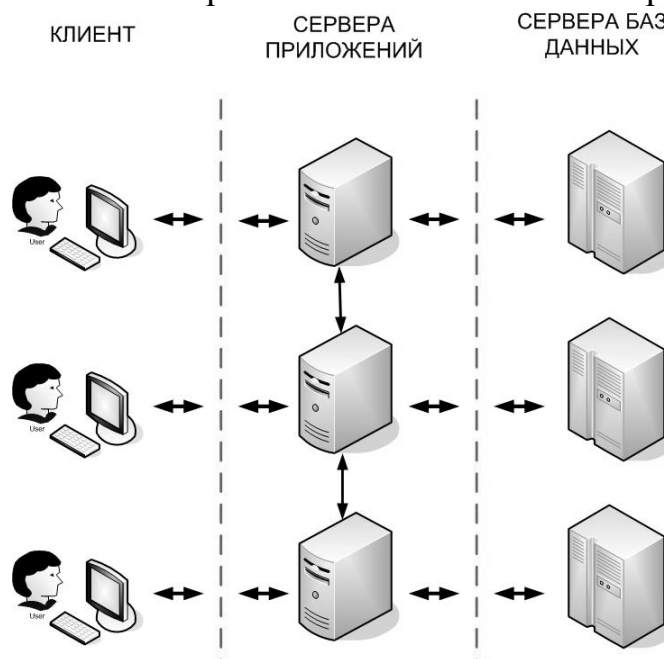 КЛИЕНТ
СЕРВЕРА
ПРИЛОЖЕНИЙ
СЕРВЕРА БАЗ
ДАННЫХ
User
User
User